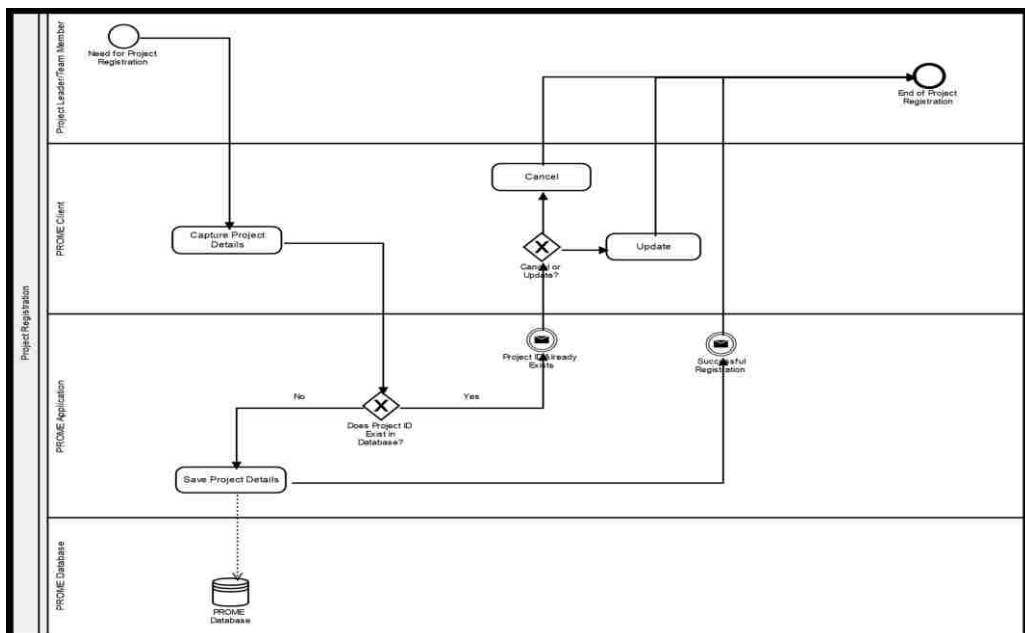 Project Registration
Project Leader/Team Member
Need for Project
Registration
End of Project
Registration
PROME Client
Capture Project
Details
Cancel
Cancel or
Update?
Update
PROME Application
Project ID Already
Exists
Successful
Registration
No
Yes
Does Project ID
Exist in
Database?
Save Project Details
PROME Database
PROME
Database